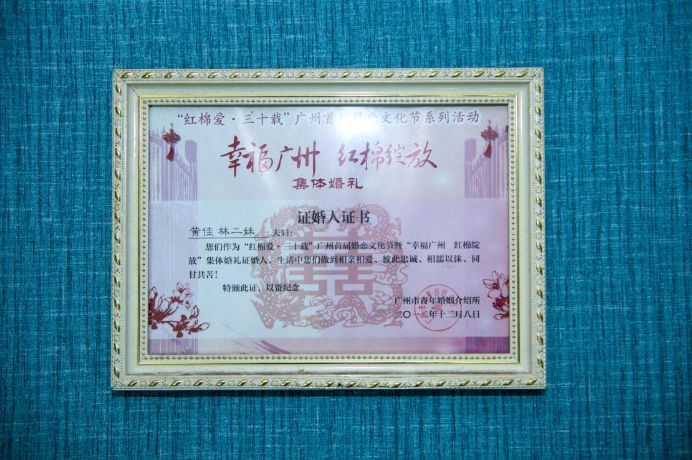 “红棉爱·三十载”广州首届婚恋文化节系列活动
幸福广州 红棉绽放
集体婚礼
证婚人证书
黄佳 林二妹 夫妇:
您们作为“红棉爱·三十载”广州首届婚恋文化节暨“幸福广州 红棉绽
放”集体婚礼证婚人,生活中您们做到相亲相爱、彼此忠诚、相濡以沫、同
甘共苦!
特颁此证,以资纪念。
广州市青年婚姻介绍所
十二月八日